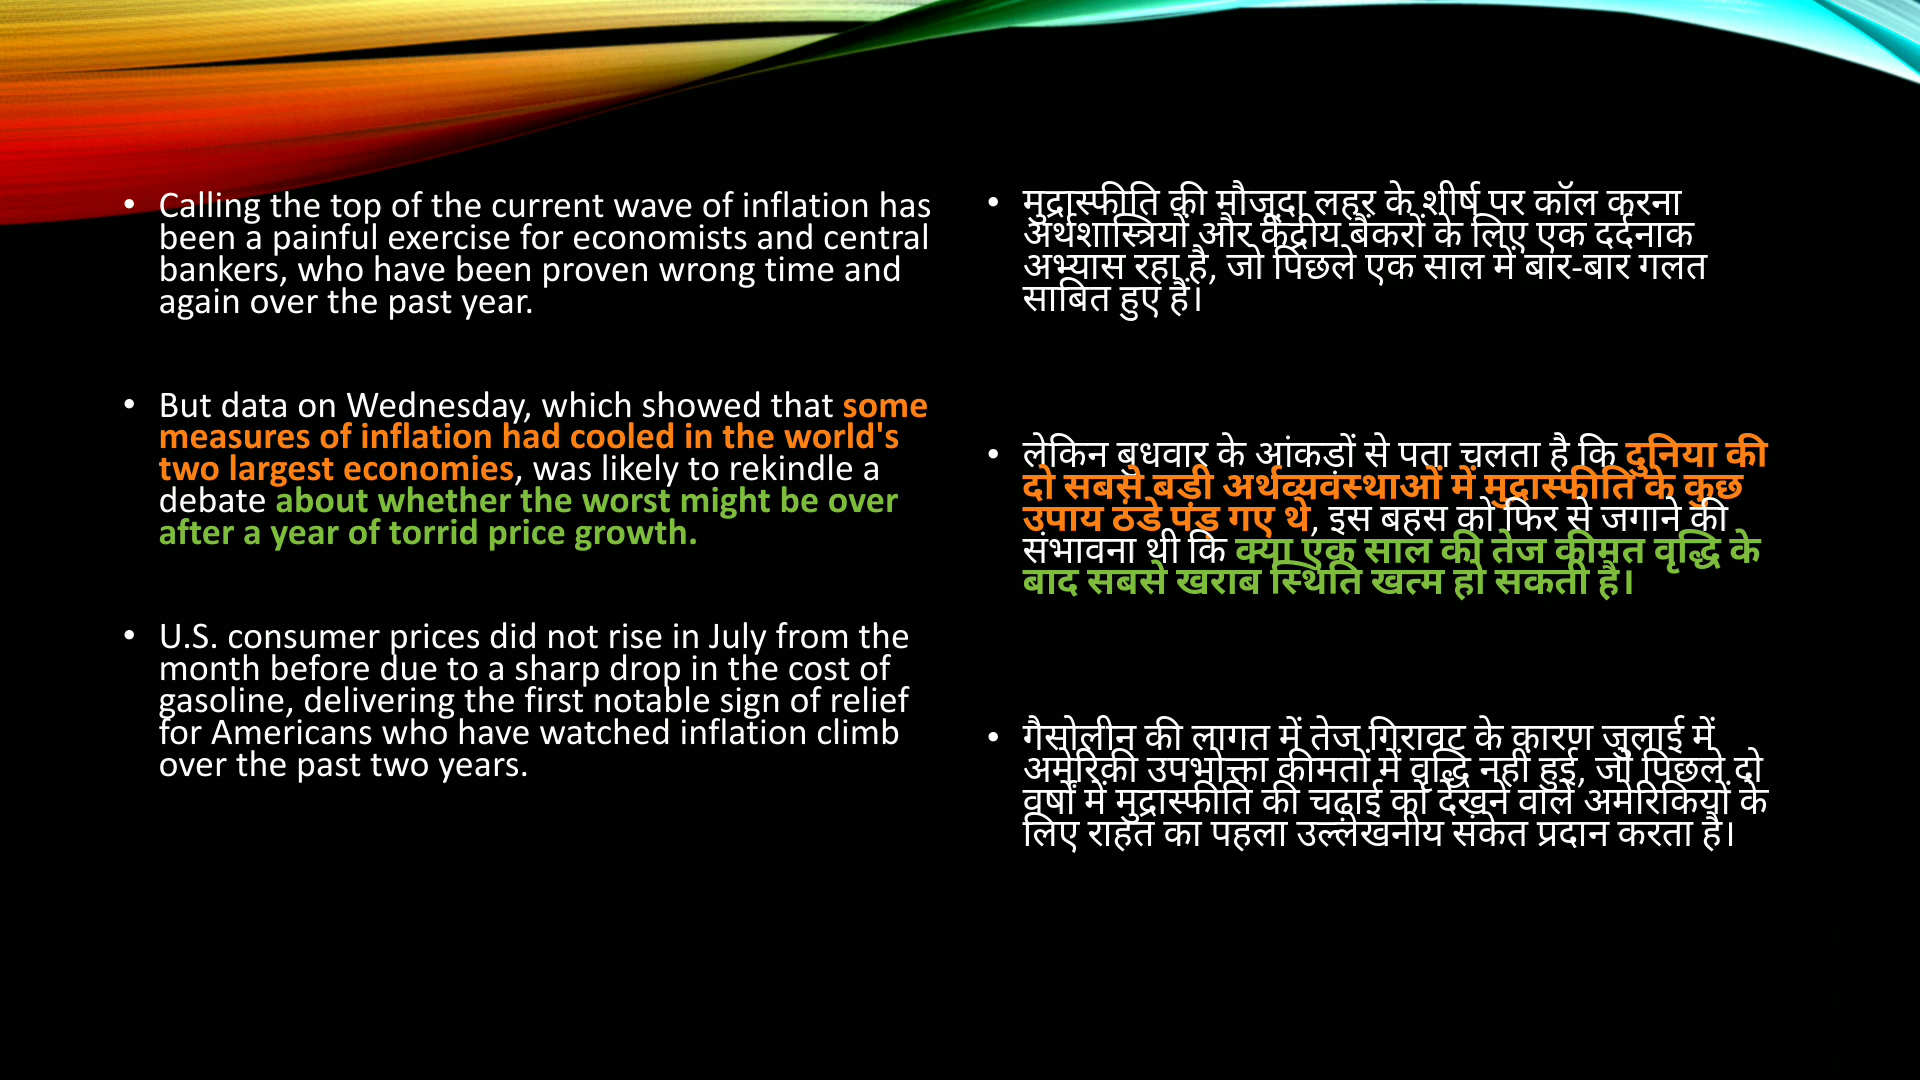 • Calling the top of the current wave of inflation has
been a painful exercise for economists and central
bankers, who have been proven wrong time and
again over the past year.
• But data on Wednesday, which showed that some
measures of inflation had cooled in the world's
two largest economies, was likely to rekindle a
debate about whether the worst might be over
after a year of torrid price growth.
• U.S. consumer prices did not rise in July from the
month before due to a sharp drop in the cost of
gasoline, delivering the first notable sign of relief
for Americans who have watched inflation climb
over the past two years.
• मुद्रास्फीति की मौजूदा लहर के शीर्ष पर कॉल करना
अर्थशास्त्रियों और केंद्रीय बैंकरों के लिए एक दर्दनाक
अभ्यास रहा है, जो पिछले एक साल में बार-बार गलत
साबित हुए हैं।
• लेकिन बुधवार के आंकड़ों से पता चलता है कि दुनिया की
दो सबसे बड़ी अर्थव्यवस्थाओं में मुद्रास्फीति के कुछ
उपाय ठंडे पड़ गए थे, इस बहस को फिर से जगाने की
संभावना थी कि क्या एक साल की तेज कीमत वृद्धि के
बाद सबसे खराब स्थिति खत्म हो सकती है।
• गैसोलीन की लागत में तेज गिरावट के कारण जुलाई में
अमेरिकी उपभोक्ता कीमतों में वृद्धि नहीं हुई, जो पिछले दो
वर्षों में मुद्रास्फीति की चढ़ाई को देखने वाले अमेरिकियों के
लिए राहत का पहला उल्लेखनीय संकेत प्रदान करता है।